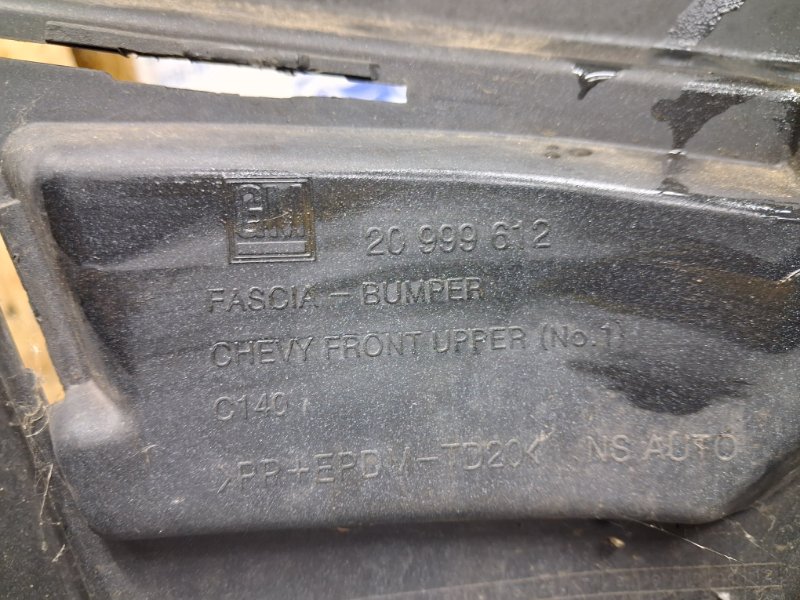 GM 20 999 612
FASCIA - BUMPER
CHEVY FRONT UPPER (No.1)
C140
>PP+EPDM-TD20< NS AUTO